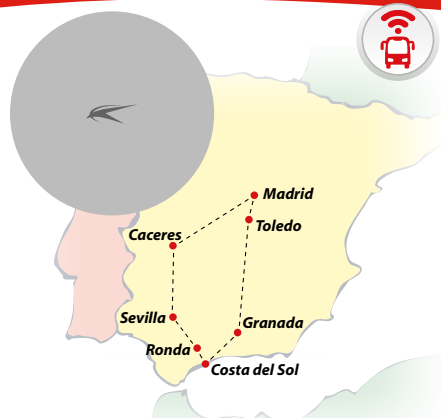 Madrid
Toledo
Caceres
Sevilla
Granada
Ronda
Costa del Sol